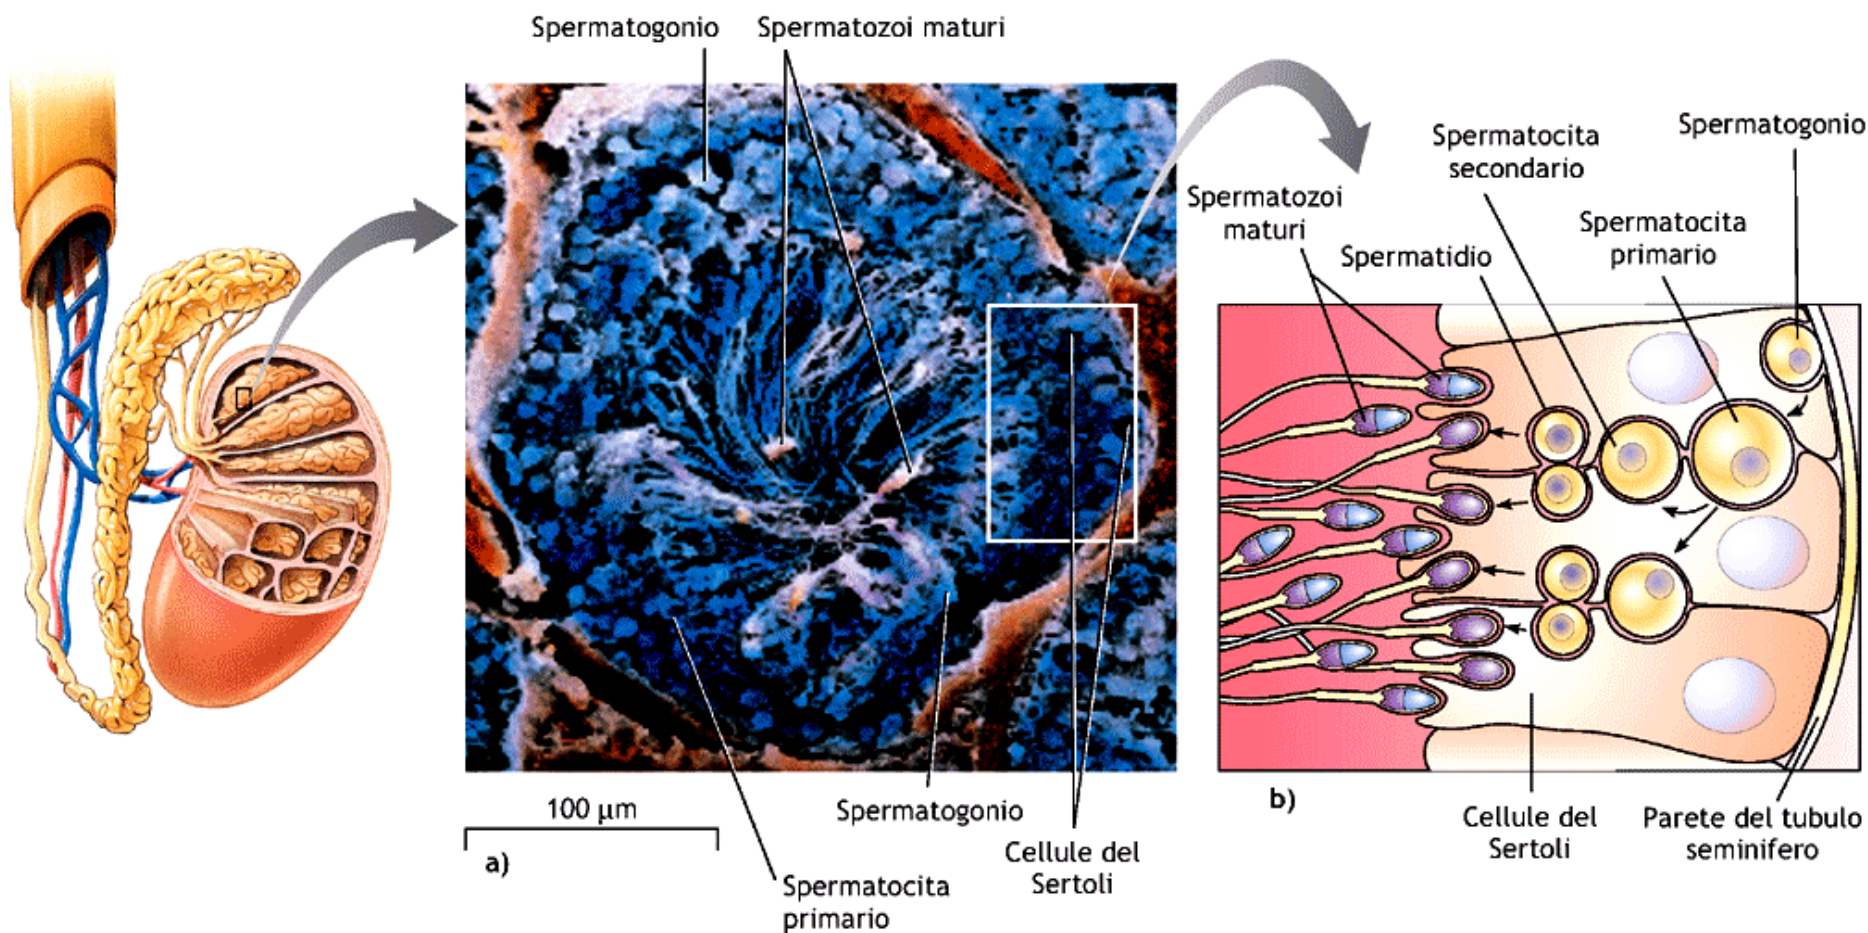 Spermatogonio
Spermatozoi maturi
Spermatogonio
Spermatocita
secondario
Spermatozoi
maturi
Spermatocita
primario
Spermatidio
100 μm
a)
Spermatogonio
Cellule del
Sertoli
Spermatocita
primario
b)
Cellule del
Sertoli
Parete del tubulo
seminifero